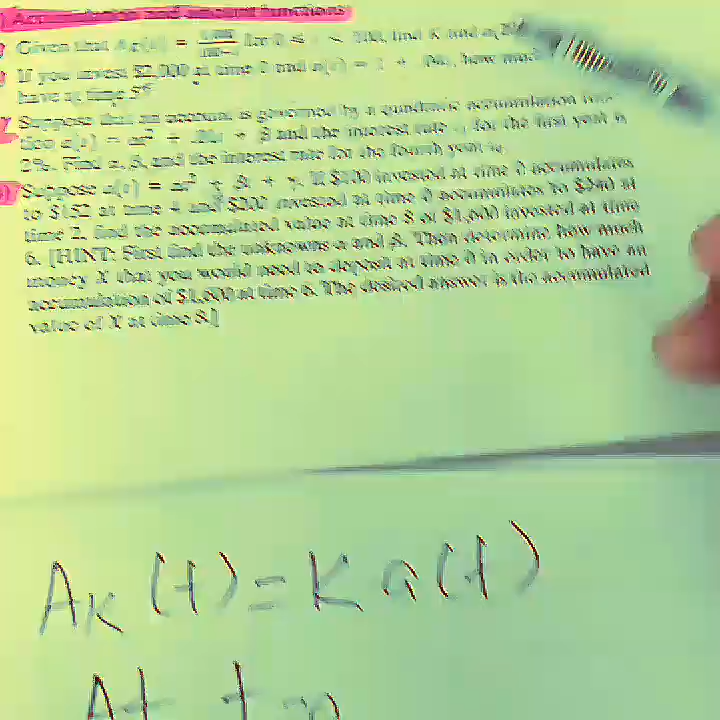 Accumulation and amount functions
Given that A_K(t) = for 0 ≤ t < 100, find K and a(20).
If you invest $2,000 at time 0 and a(t) = 1 + , how much
have at time 5?
Suppose that an account is governed by a quadratic accumulation func-
tion a(t) = αt² + + β and the interest rate for the first year is
2%. Find α, β, and the interest rate for the fourth year i₄.
Suppose a(t) = αt² + βt + γ. If $100 invested at time 0 accumulates
to $152 at time 4 and $200 invested at time 0 accumulates to $240 at
time 2, find the accumulated value at time 8 of $1,600 invested at time
6. [HINT: First find the unknowns α and β. Then determine how much
money X that you would need to deposit at time 0 in order to have an
accumulation of $1,600 at time 6. The desired answer is the accumulated
value of X at time 8.]
A_K(t) = K a(t)
At t =